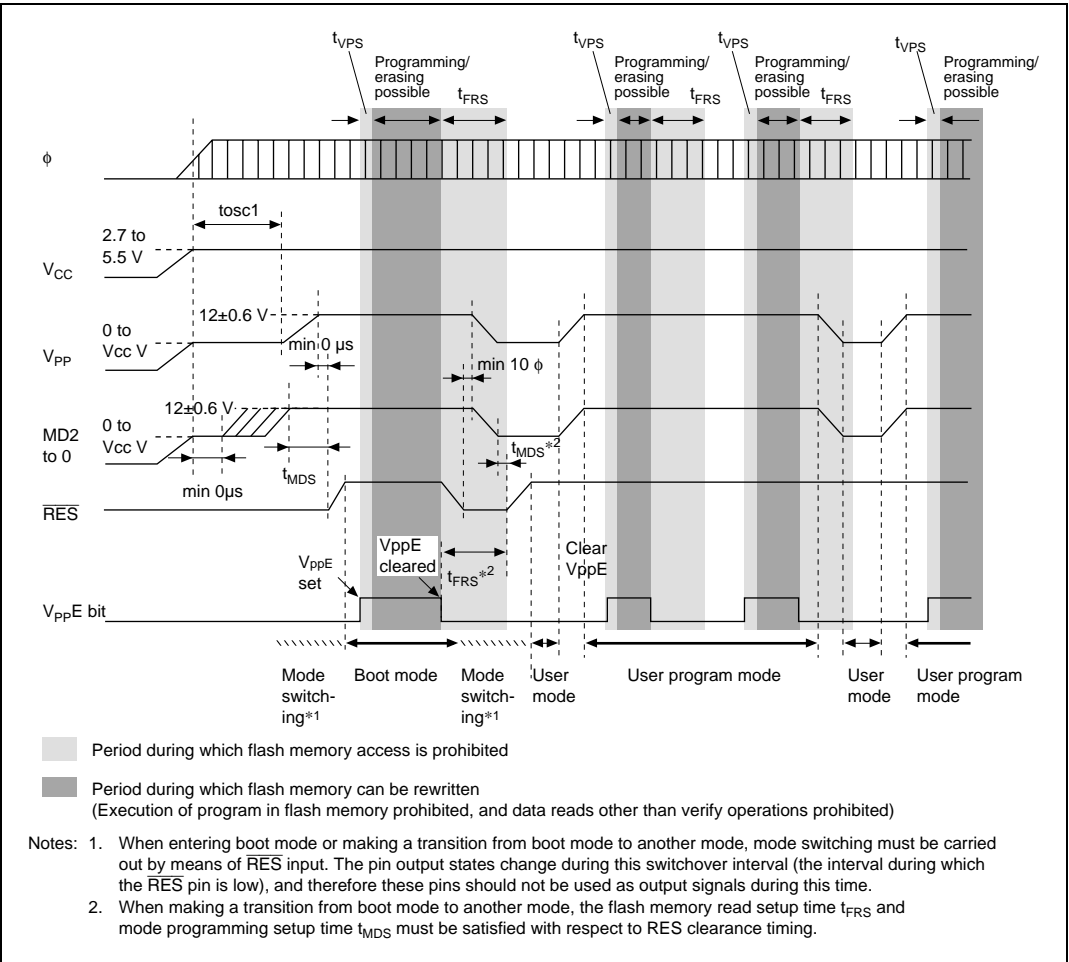 tVPS tVPS tVPS tVPS
Programming/ Programming/ Programming/ Programming/
erasing erasing erasing erasing
possible possible possible possible
tFRS tFRS tFRS
ϕ
tosc1
2.7 to
5.5 V
VCC
12±0.6 V
0 to
Vcc V
VPP
min 0 µs
min 10 ϕ
12±0.6 V
MD2
to 0
0 to
Vcc V
tMDS
tMDS*2
min 0µs
RES
VPPE
set
VppE
cleared
tFRS*2
Clear
VppE
VPPE bit
Mode
switch-
ing*1
Boot mode
Mode
switch-
ing*1
User
mode
User program mode
User
mode
User program
mode
Period during which flash memory access is prohibited
Period during which flash memory can be rewritten
(Execution of program in flash memory prohibited, and data reads other than verify operations prohibited)
Notes: 1. When entering boot mode or making a transition from boot mode to another mode, mode switching must be carried
out by means of RES input. The pin output states change during this switchover interval (the interval during which
the RES pin is low), and therefore these pins should not be used as output signals during this time.
2. When making a transition from boot mode to another mode, the flash memory read setup time tFRS and
mode programming setup time tMDS must be satisfied with respect to RES clearance timing.